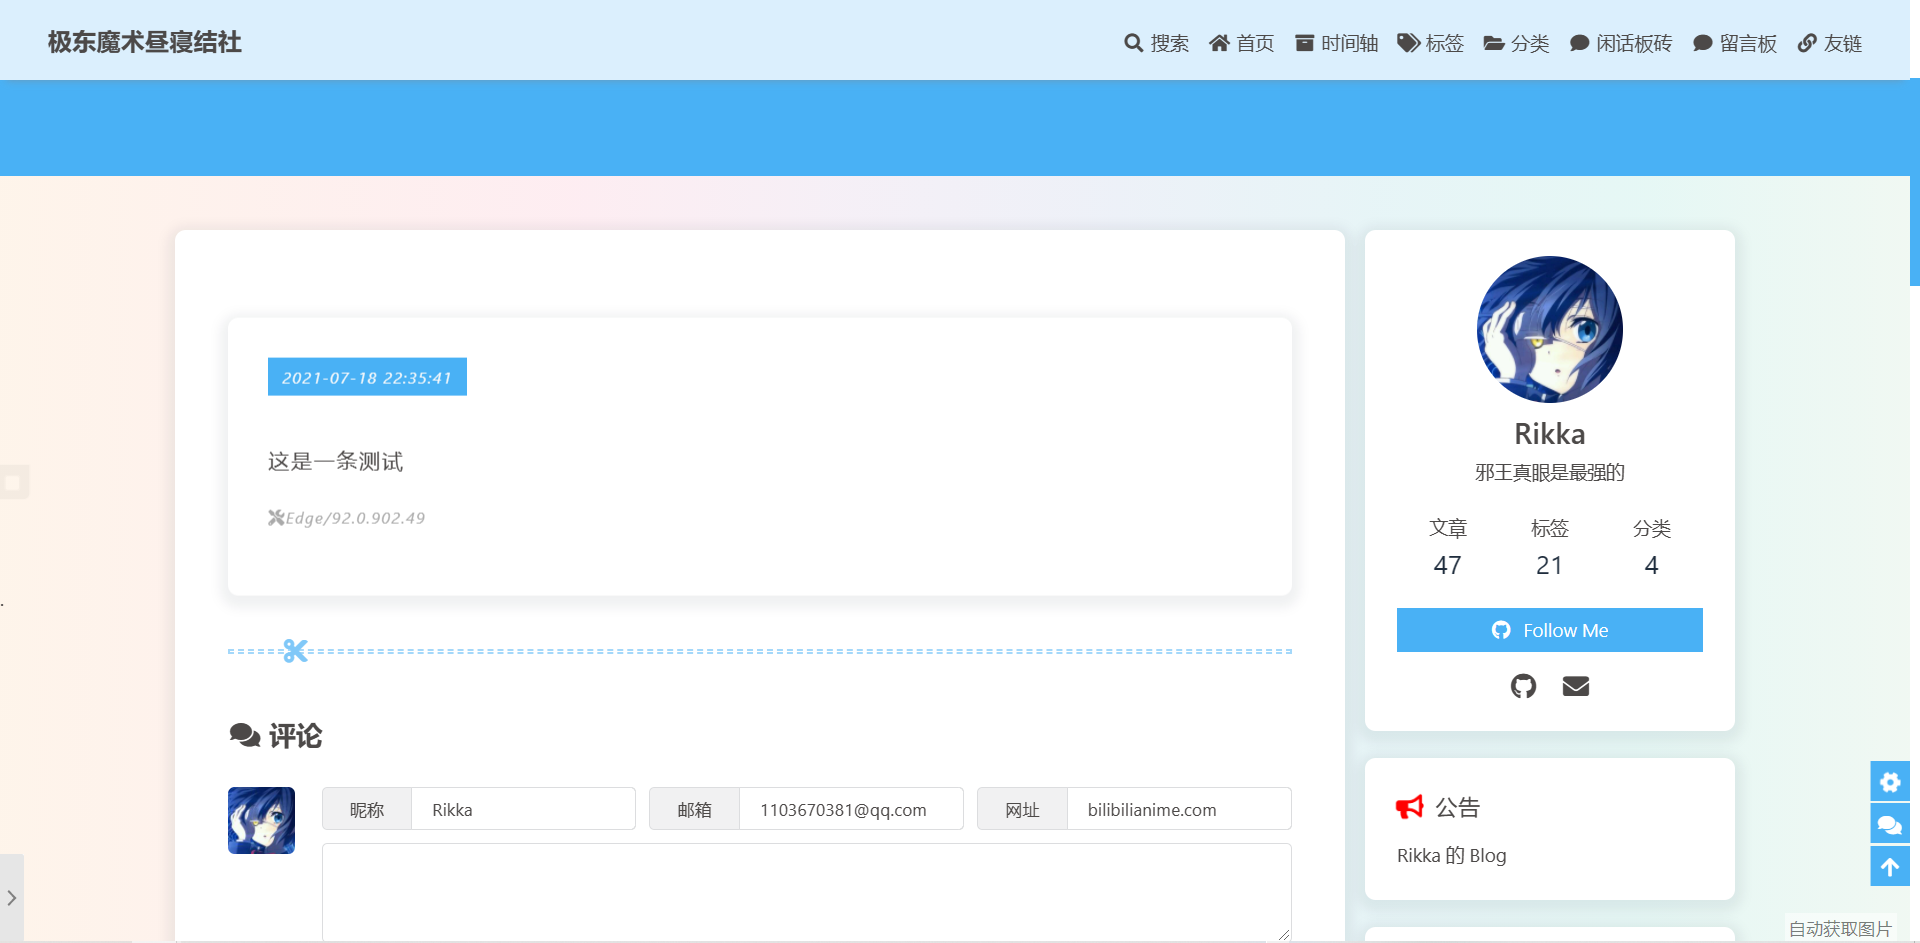 极东魔术昼寝结社
搜索 首页 时间轴 标签 分类 闲话板砖 留言板 友链
2021-07-18 22:35:41
这是一条测试
Edge/92.0.902.49
评论
昵称 Rikka 邮箱 1103670381@qq.com 网址 bilibilianime.com
Rikka
邪王真眼是最强的
文章 标签 分类
47 21 4
Follow Me
公告
Rikka 的 Blog
自动获取图片